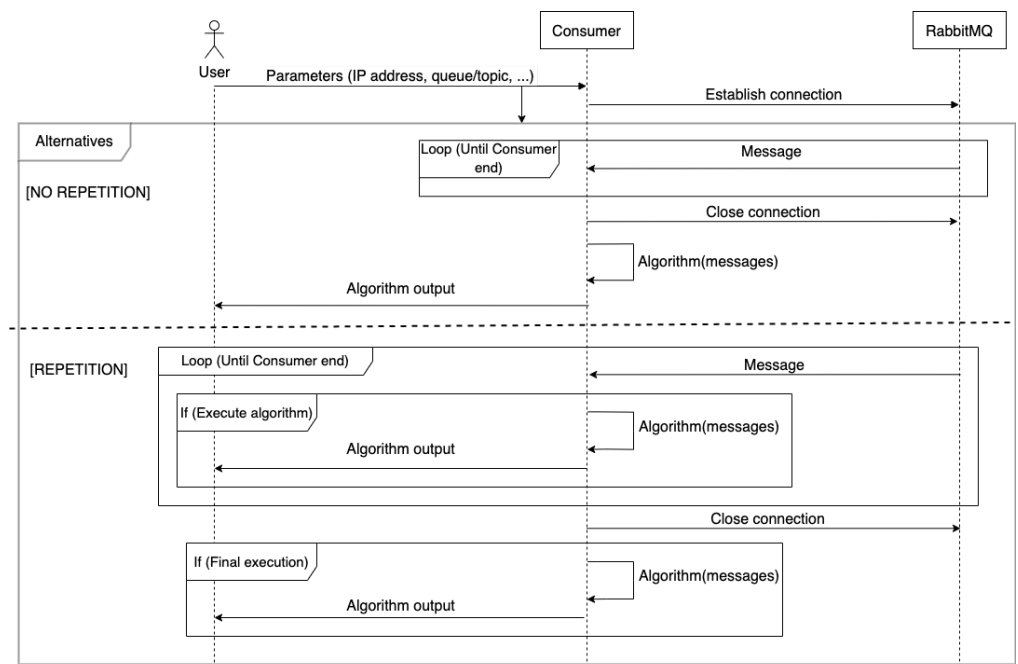 Consumer
RabbitMQ
User
Parameters (IP address, queue/topic, ...)
Establish connection
Alternatives
Loop (Until Consumer
end)
Message
[NO REPETITION]
Close connection
Algorithm(messages)
Algorithm output
[REPETITION]
Loop (Until Consumer end)
Message
If (Execute algorithm)
Algorithm(messages)
Algorithm output
Close connection
If (Final execution)
Algorithm(messages)
Algorithm output